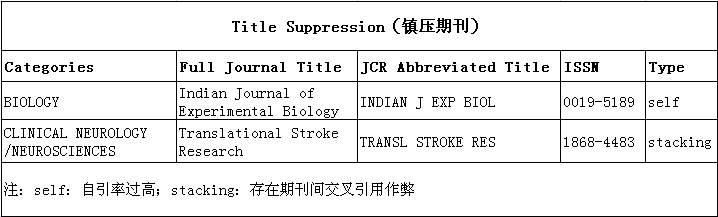 Title Suppression（镇压期刊）
Categories Full Journal Title JCR Abbreviated Title ISSN Type
BIOLOGY Indian Journal of Experimental Biology INDIAN J EXP BIOL 0019-5189 self
CLINICAL NEUROLOGY /NEUROSCIENCES Translational Stroke Research TRANSL STROKE RES 1868-4483 stacking
注：self：自引率过高；stacking：存在期刊间交叉引用作弊